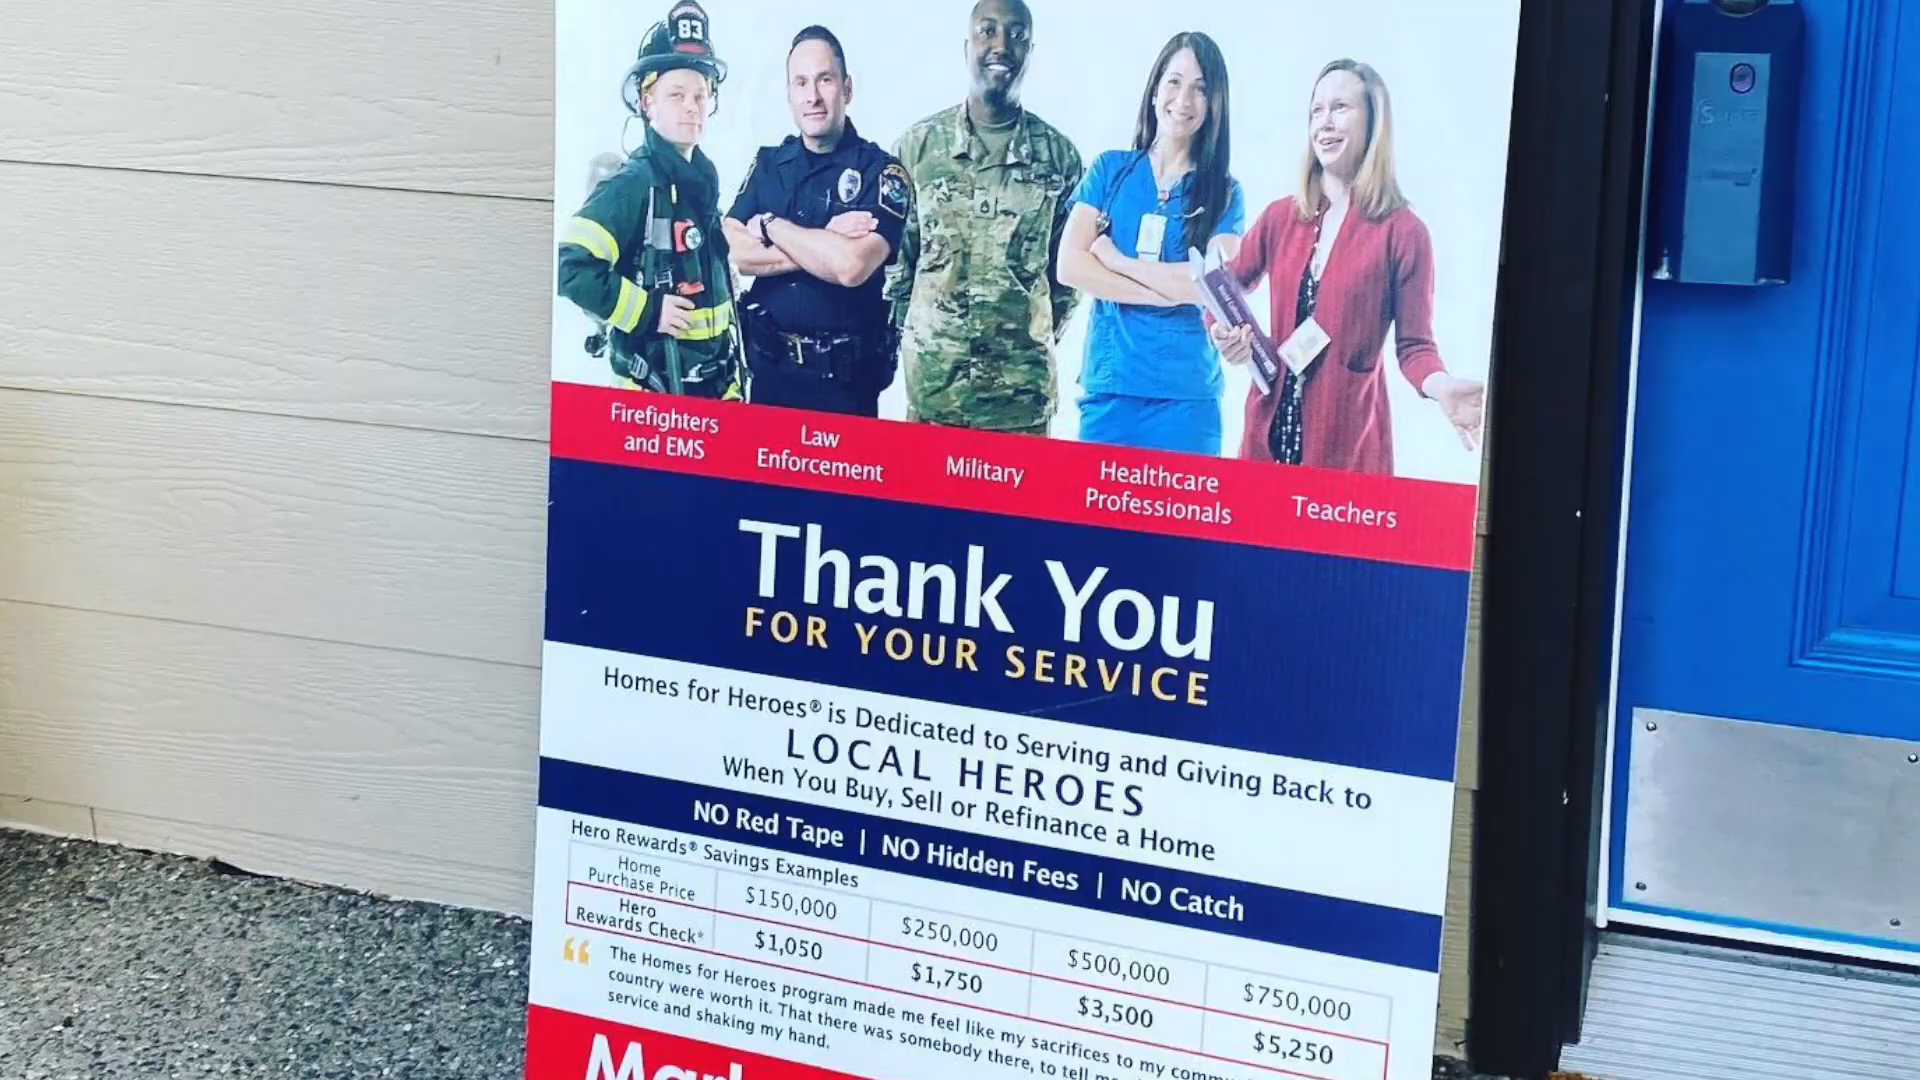 83
Firefighters
and EMS
Law
Enforcement
Military
Healthcare
Professionals
Teachers
Thank You
FOR YOUR SERVICE
Homes for Heroes® is Dedicated to Serving and Giving Back to
LOCAL HEROES
When You Buy, Sell or Refinance a Home
NO Red Tape | NO Hidden Fees | NO Catch
Hero Rewards® Savings Examples
Home
Purchase Price
$150,000 $250,000 $500,000 $750,000
Hero
Rewards Check*
$1,050 $1,750 $3,500 $5,250
“ The Homes for Heroes program made me feel like my sacrifices to my
country were worth it. That there was somebody there, to tell
service and shaking my hand.